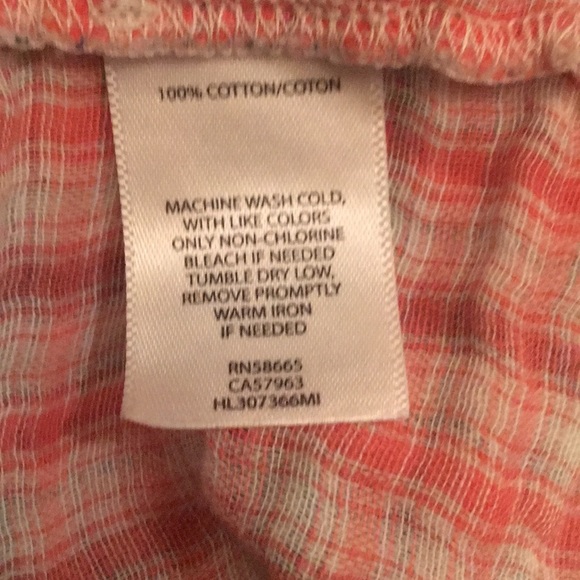 100% COTTON/COTON
MACHINE WASH COLD,
WITH LIKE COLORS
ONLY NON-CHLORINE
BLEACH IF NEEDED
TUMBLE DRY LOW,
REMOVE PROMPTLY
WARM IRON
IF NEEDED
RN58665
CA57963
HL307366MI